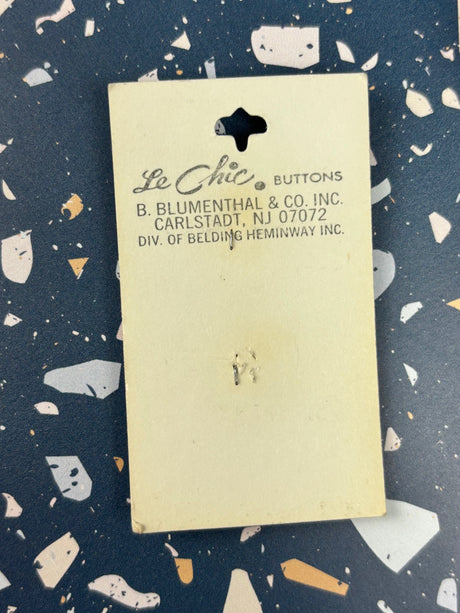 Le Chic. BUTTONS
B. BLUMENTHAL & CO. INC.
CARLSTADT, NJ 07072
DIV. OF BELDING HEMINWAY INC.